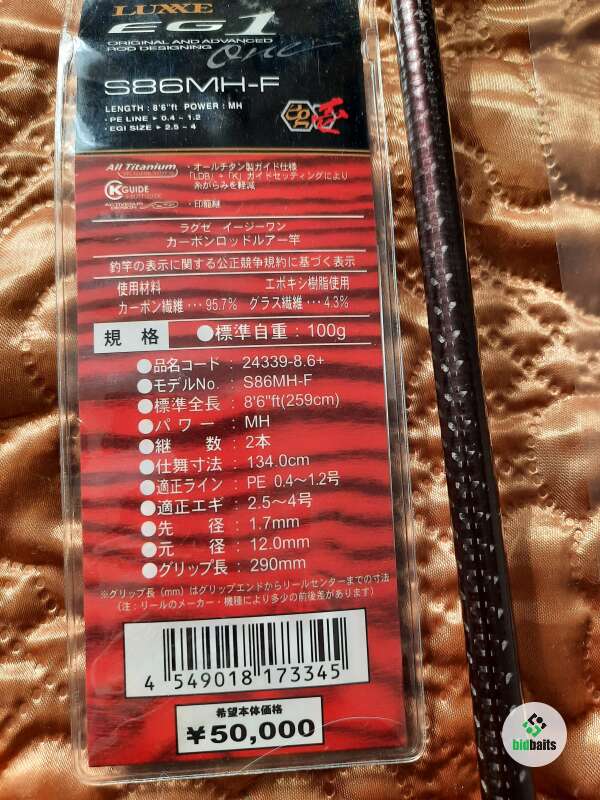 LUXXE
EG1
ORIGINAL AND ADVANCED
ROD DESIGNING
one
S86MH-F
LENGTH : 8'6"ft POWER : MH
・PE LINE ▶ 0.4 ~ 1.2
・EGI SIZE ▶ 2.5 ~ 4
All Titanium
・オールチタン製ガイド仕様
「LDB」+「K」ガイドセッティングにより
糸がらみを軽減
K GUIDE
・印籠継
ラグゼ イージーワン
カーボンロッドルアー竿
釣竿の表示に関する公正競争規約に基づく表示
使用材料 エポキシ樹脂使用
カーボン繊維…95.7% グラス繊維…4.3%
規格 ●標準自重:100g
●品名コード : 24339-8.6+
●モデルNo. : S86MH-F
●標準全長 : 8'6"ft(259cm)
●パワー : MH
●継数 : 2本
●仕舞寸法 : 134.0cm
●適正ライン : PE 0.4～1.2号
●適正エギ : 2.5～4号
●先径 : 1.7mm
●元径 : 12.0mm
●グリップ長 : 290mm
※グリップ長(mm)はグリップエンドからリールセンターまでの寸法
(注:リールのメーカー・機種により多少の前後差があります)
4 549018 173345
希望本体価格
¥50,000
bidbaits